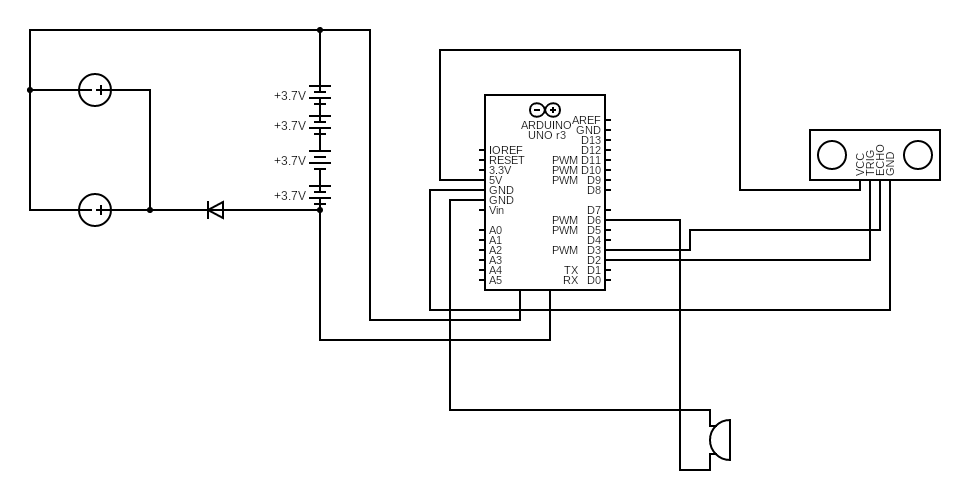 +3.7V
+3.7V
+3.7V
+3.7V
ARDUINO
UNO r3
IOREF
RESET
3.3V
5V
GND
GND
Vin
A0
A1
A2
A3
A4
A5
AREF
GND
D13
D12
PWM D11
PWM D10
PWM D9
D8
D7
PWM D6
PWM D5
D4
PWM D3
D2
TX D1
RX D0
VCC
TRIG
ECHO
GND